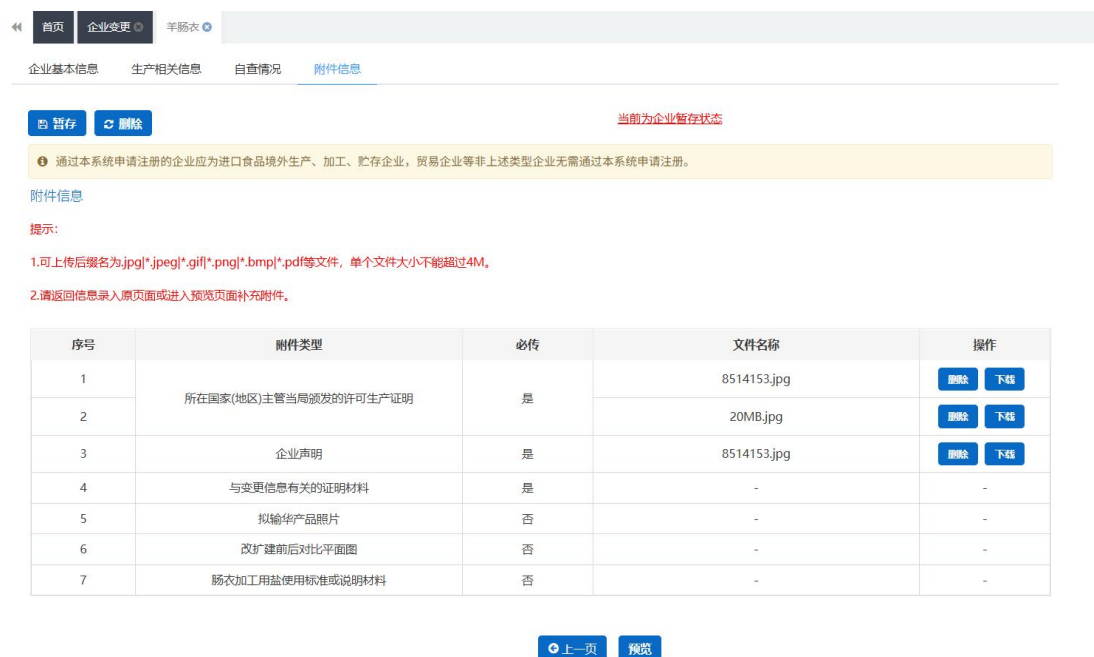 首页 企业变更 羊肠衣
企业基本信息 生产相关信息 自查情况 附件信息
暂存 删除 当前为企业暂存状态
通过本系统申请注册的企业应为进口食品境外生产、加工、贮存企业，贸易企业等非上述类型企业无需通过本系统申请注册。
附件信息
提示：
1.可上传后缀名为.jpg|*.jpeg|*.gif|*.png|*.bmp|*.pdf等文件，单个文件大小不能超过4M。
2.请返回信息录入原页面或进入预览页面补充附件。
序号 附件类型 必传 文件名称 操作
1 所在国家(地区)主管当局颁发的许可生产证明 是 8514153.jpg 删除 下载
2 20MB.jpg 删除 下载
3 企业声明 是 8514153.jpg 删除 下载
4 与变更信息有关的证明材料 是 - -
5 拟输华产品照片 否 - -
6 改扩建前后对比平面图 否 - -
7 肠衣加工用盐使用标准或说明材料 否 - -
上一页 预览